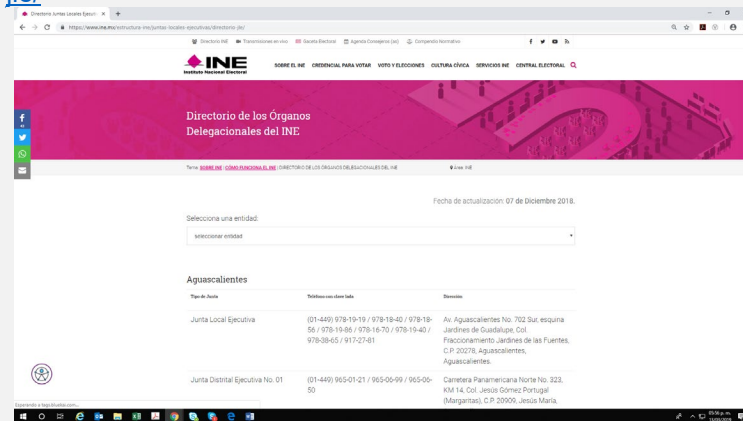 Directorio Juntas Locales Ejecuti
https://www.ine.mx/estructura-ine/juntas-locales-ejecutivas/directorio-jle/
Directorio INE Transmisiones en vivo Gaceta Electoral Agenda Consejeros (as) Compendio Normativo
INE
Instituto Nacional Electoral
SOBRE EL INE CREDENCIAL PARA VOTAR VOTO Y ELECCIONES CULTURA CÍVICA SERVICIOS INE CENTRAL ELECTORAL
Directorio de los Órganos
Delegacionales del INE
Tema: SOBRE INE | CÓMO FUNCIONA EL INE | DIRECTORIO DE LOS ÓRGANOS DELEGACIONALES DEL INE
Área: INE
Fecha de actualización: 07 de Diciembre 2018.
Selecciona una entidad:
seleccionar entidad
Aguascalientes
Tipo de Junta Teléfono con clave lada Dirección
Junta Local Ejecutiva (01-449) 978-19-19 / 978-18-40 / 978-18- Av. Aguascalientes No. 702 Sur, esquina
56 / 978-19-86 / 978-16-70 / 978-19-40 / Jardines de Guadalupe, Col.
978-38-65 / 917-27-81 Fraccionamiento Jardines de las Fuentes,
C.P. 20278, Aguascalientes,
Aguascalientes.
Junta Distrital Ejecutiva No. 01 (01-449) 965-01-21 / 965-06-99 / 965-06- Carretera Panamericana Norte No. 323,
50 KM 14, Col. Jesús Gómez Portugal
(Margaritas), C.P. 20909, Jesús María,
05:56 p. m.